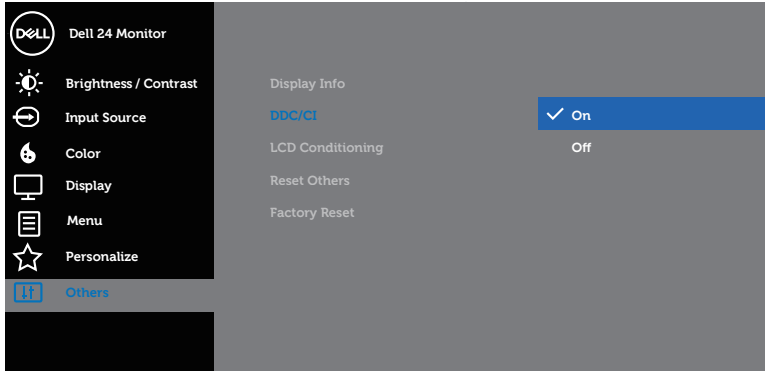 DELL
Dell 24 Monitor
Brightness / Contrast
Input Source
Color
Display
Menu
Personalize
Others
Display Info
DDC/CI
LCD Conditioning
Reset Others
Factory Reset
On
Off